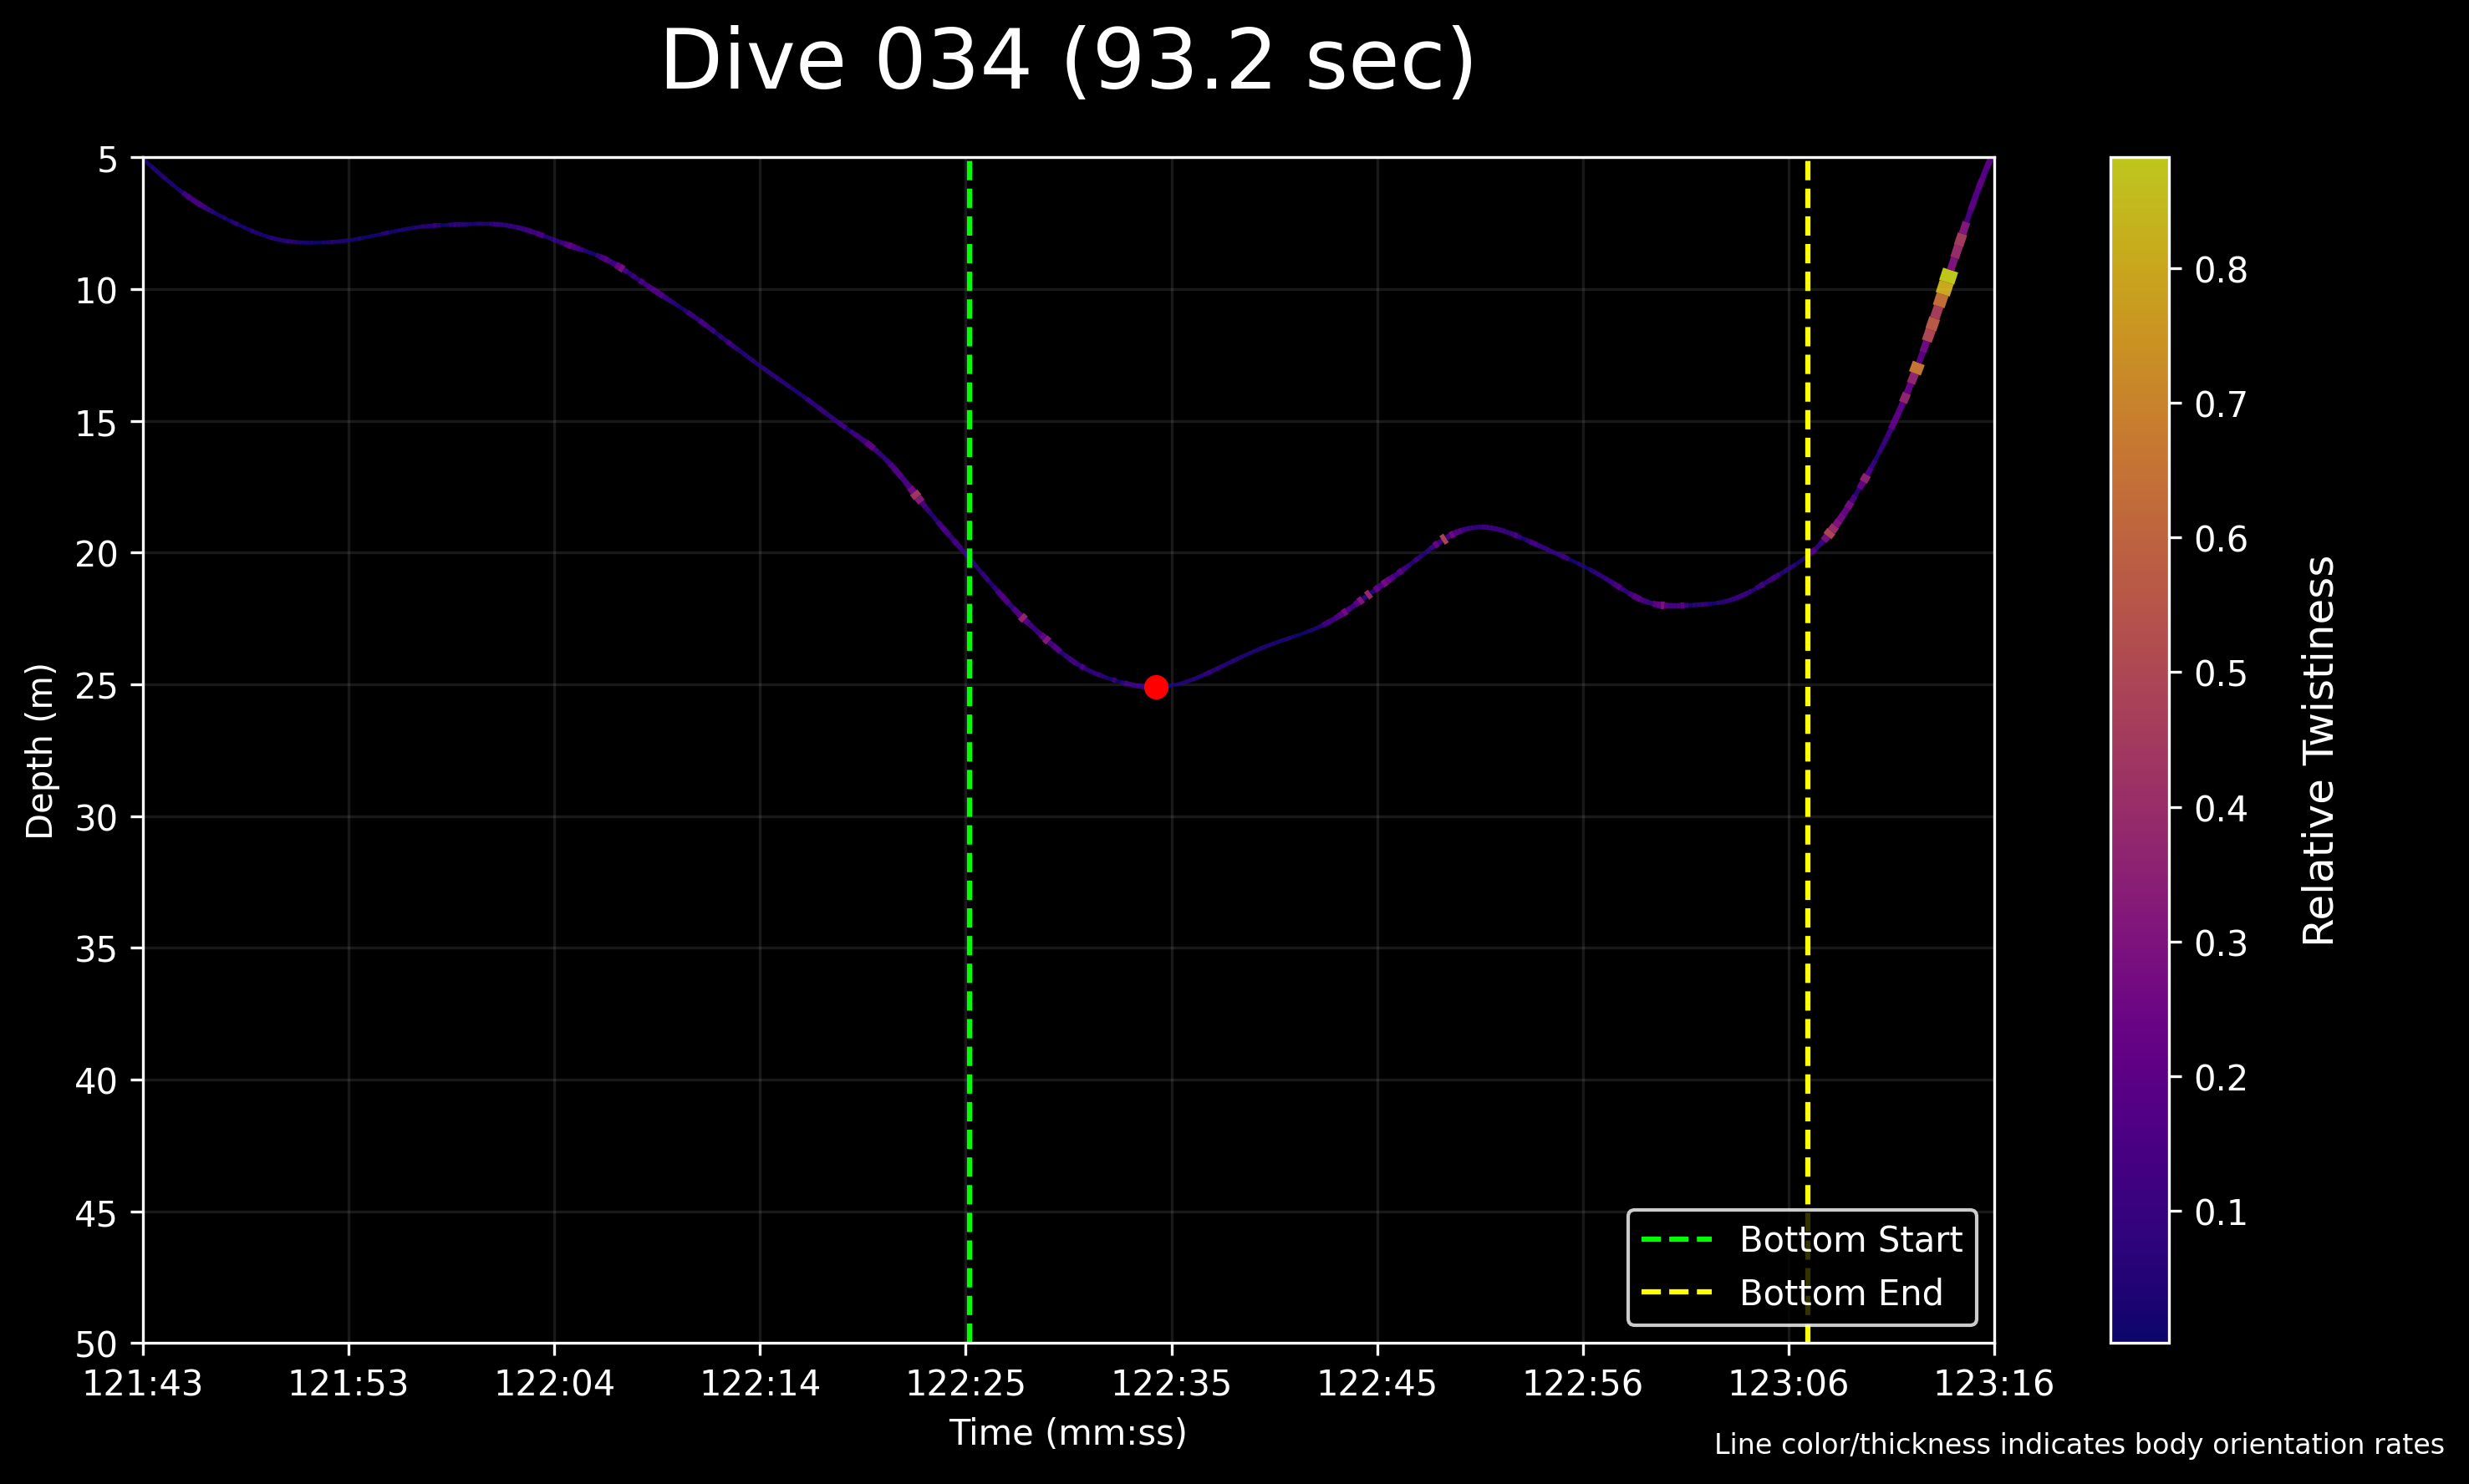 Dive 034 (93.2 sec)
5
10
15
20
25
30
35
40
45
50
Depth (m)
121:43 121:53 122:04 122:14 122:25 122:35 122:45 122:56 123:06 123:16
Time (mm:ss)
Bottom Start
Bottom End
0.8
0.7
0.6
0.5
0.4
0.3
0.2
0.1
Relative Twistiness
Line color/thickness indicates body orientation rates